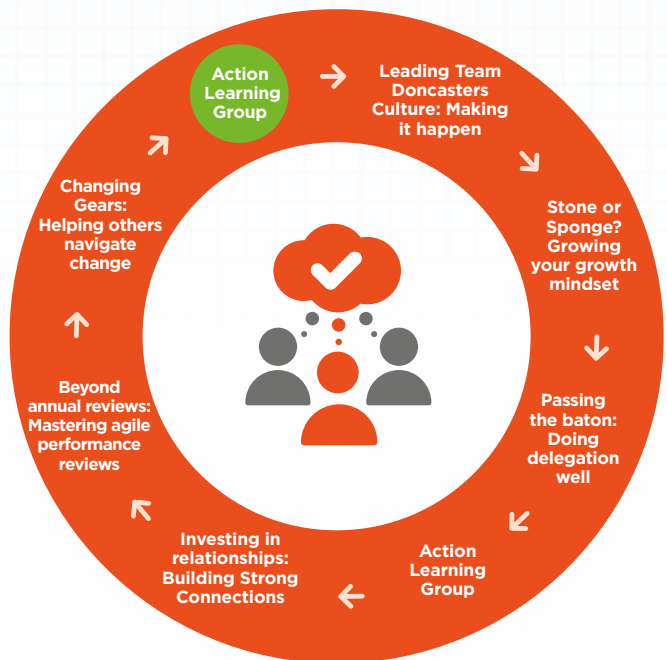 Action
Learning
Group
Leading Team
Doncasters
Culture: Making
it happen
Stone or
Sponge?
Growing
your growth
mindset
Passing
the baton:
Doing
delegation
well
Action
Learning
Group
Investing in
relationships:
Building Strong
Connections
Beyond
annual reviews:
Mastering agile
performance
reviews
Changing
Gears:
Helping others
navigate
change